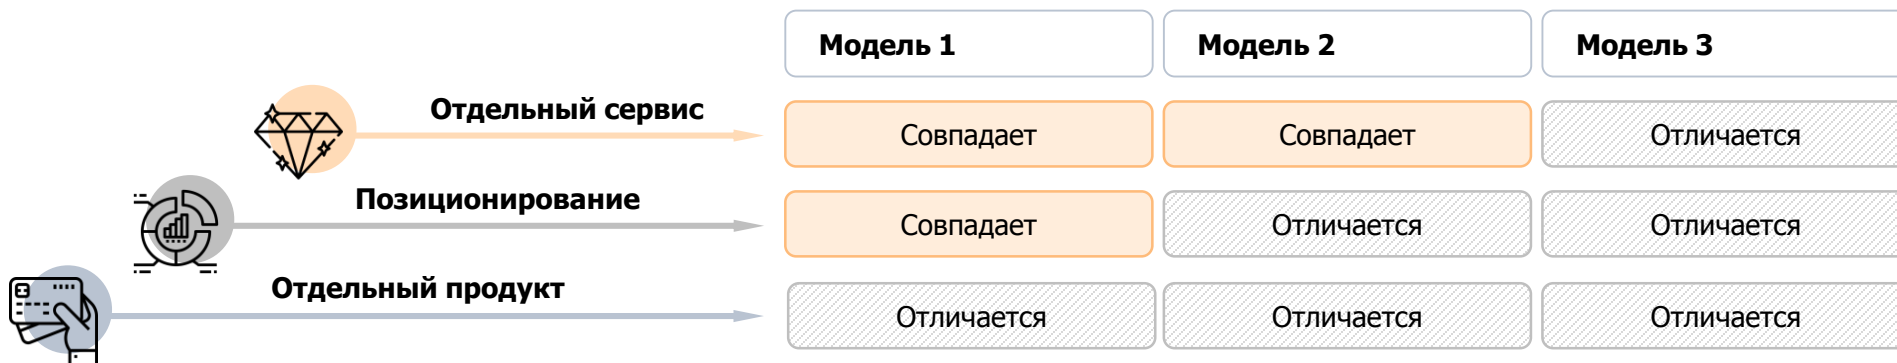 Модель 1
Модель 2
Модель 3
Отдельный сервис
Совпадает
Совпадает
Отличается
Позиционирование
Совпадает
Отличается
Отличается
Отдельный продукт
Отличается
Отличается
Отличается